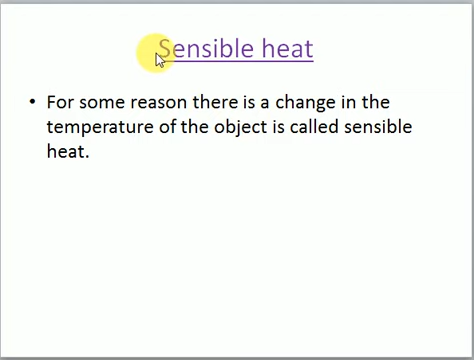 Sensible heat
• For some reason there is a change in the
temperature of the object is called sensible
heat.